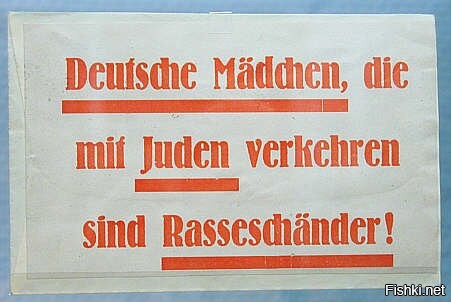 Deutsche Mädchen, die
mit Juden verkehren
sind Rasseschänder!
Fishki.net